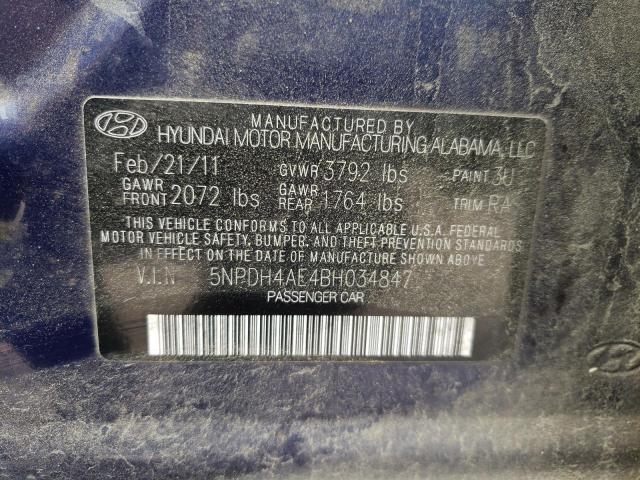 MANUFACTURED BY
HYUNDAI MOTOR MANUFACTURING ALABAMA, LLC
Feb/21/11 GVWR 3792 lbs PAINT 3U
GAWR FRONT 2072 lbs GAWR REAR 1764 lbs TRIM RA
THIS VEHICLE CONFORMS TO ALL APPLICABLE U.S.A. FEDERAL
MOTOR VEHICLE SAFETY, BUMPER, AND THEFT PREVENTION STANDARDS
IN EFFECT ON THE DATE OF MANUFACTURE SHOWN ABOVE.
V.I.N 5NPDH4AE4BH034847
PASSENGER CAR